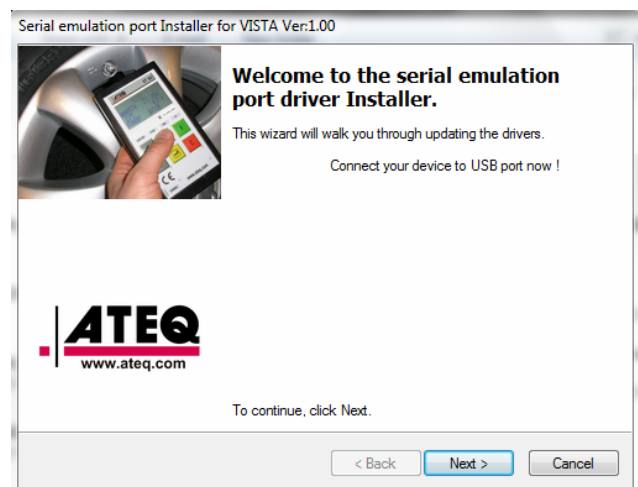 Serial emulation port Installer for VISTA Ver:1.00
Welcome to the serial emulation
port driver Installer.
This wizard will walk you through updating the drivers.
Connect your device to USB port now !
ATEQ
www.ateq.com
To continue, click Next.
< Back
Next >
Cancel